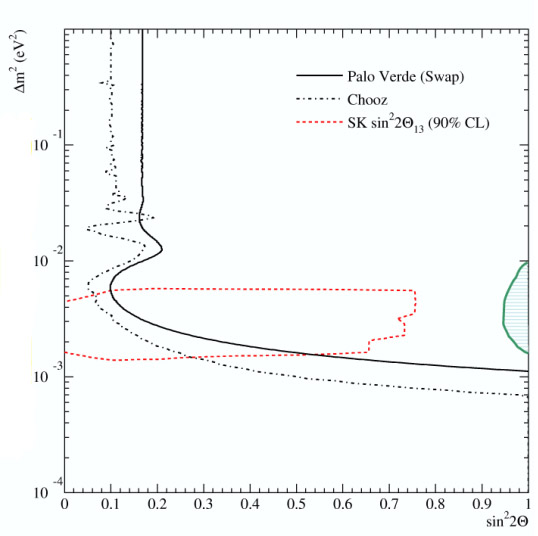 Δm² (eV²)
Palo Verde (Swap)
Chooz
SK sin²2Θ₁₃ (90% CL)
10⁻¹
10⁻²
10⁻³
10⁻⁴
0 0.1 0.2 0.3 0.4 0.5 0.6 0.7 0.8 0.9 1
sin²2Θ